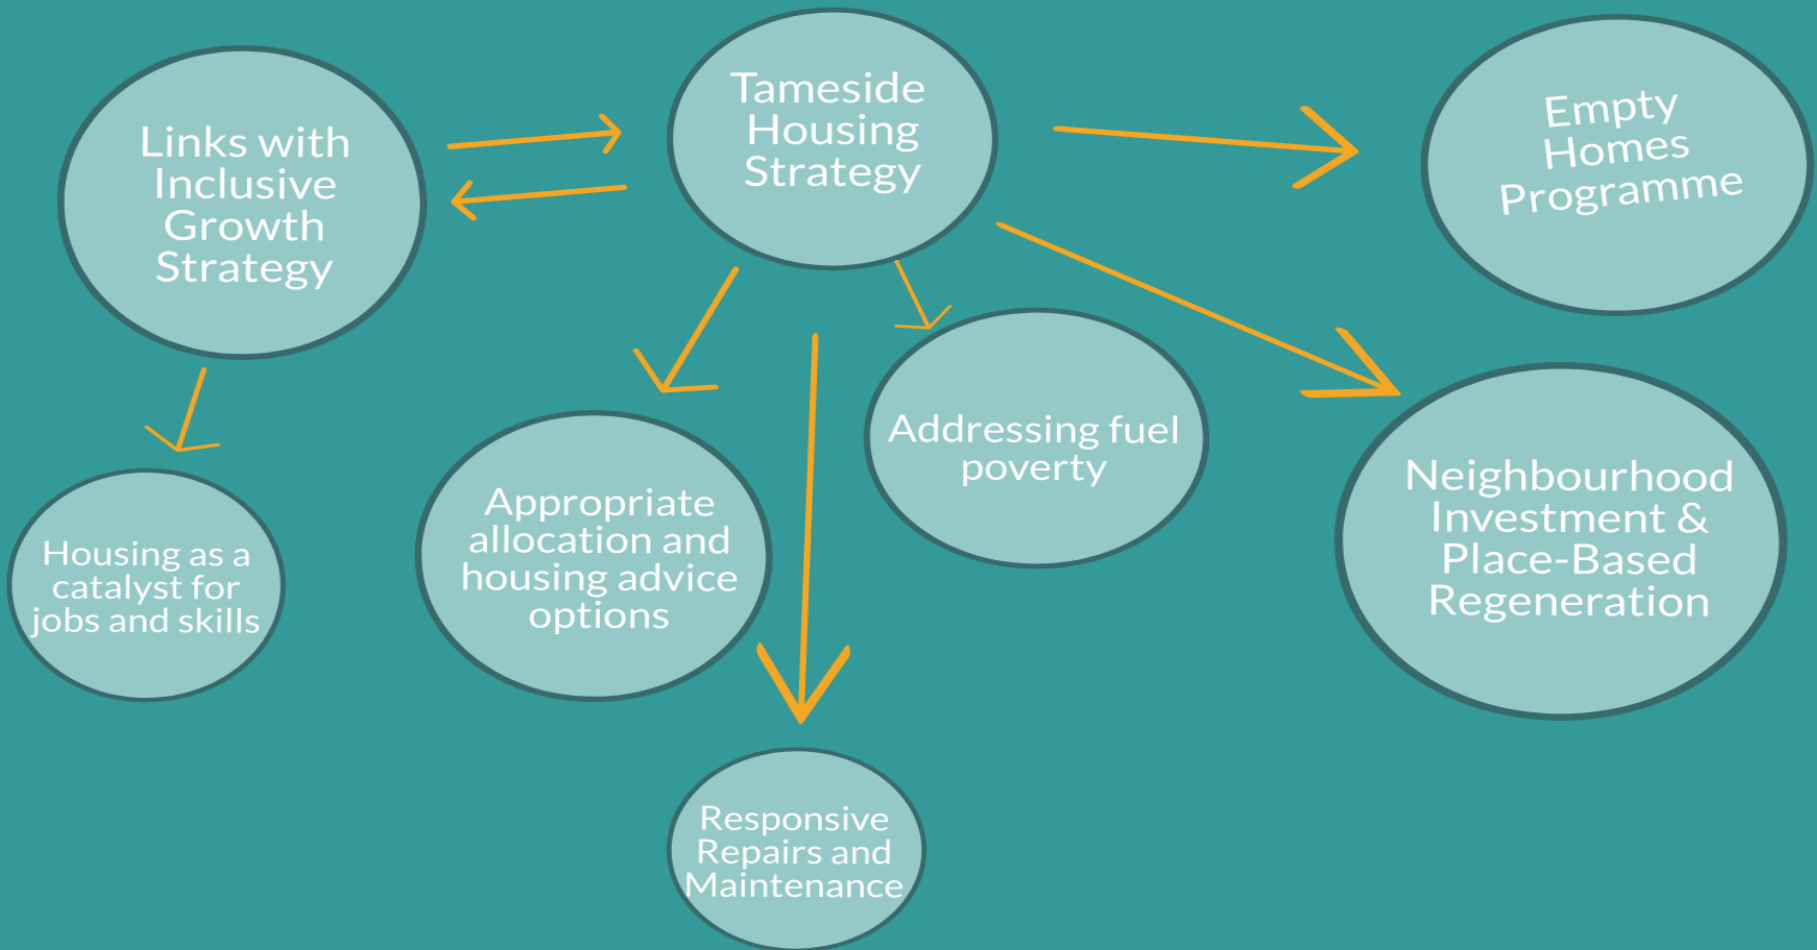 Links with
Inclusive
Growth
Strategy
Tameside
Housing
Strategy
Empty
Homes
Programme
Housing as a
catalyst for
jobs and skills
Appropriate
allocation and
housing advice
options
Addressing fuel
poverty
Neighbourhood
Investment &
Place-Based
Regeneration
Responsive
Repairs and
Maintenance